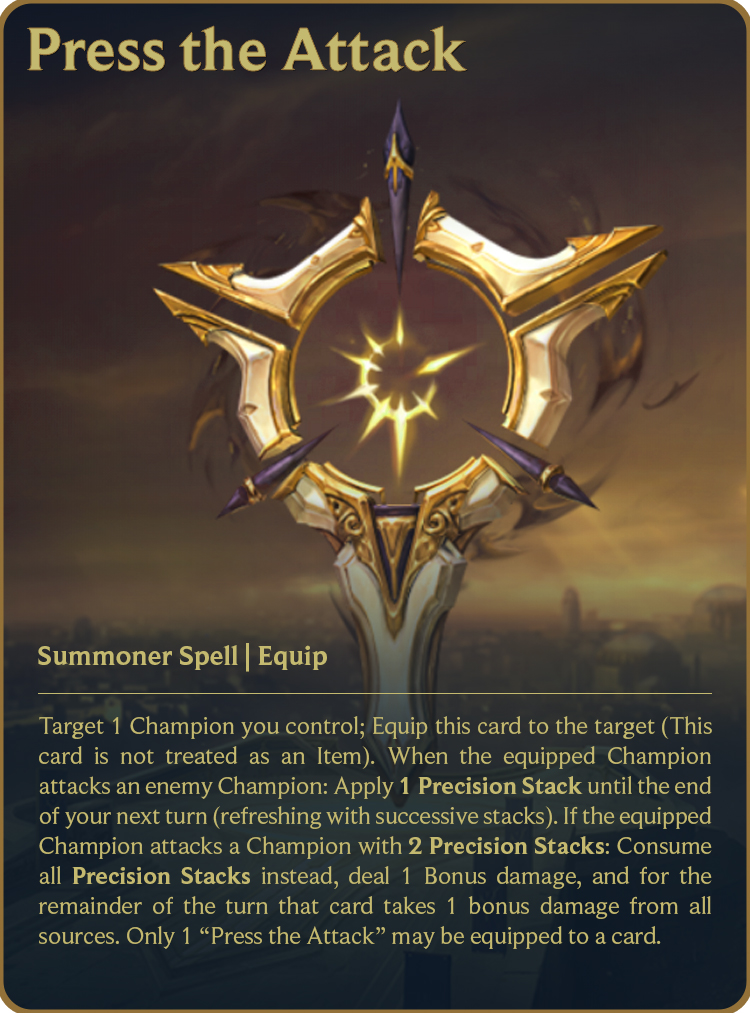 Press the Attack
Summoner Spell | Equip
Target 1 Champion you control; Equip this card to the target (This
card is not treated as an Item). When the equipped Champion
attacks an enemy Champion: Apply 1 Precision Stack until the end
of your next turn (refreshing with successive stacks). If the equipped
Champion attacks a Champion with 2 Precision Stacks: Consume
all Precision Stacks instead, deal 1 Bonus damage, and for the
remainder of the turn that card takes 1 bonus damage from all
sources. Only 1 “Press the Attack” may be equipped to a card.